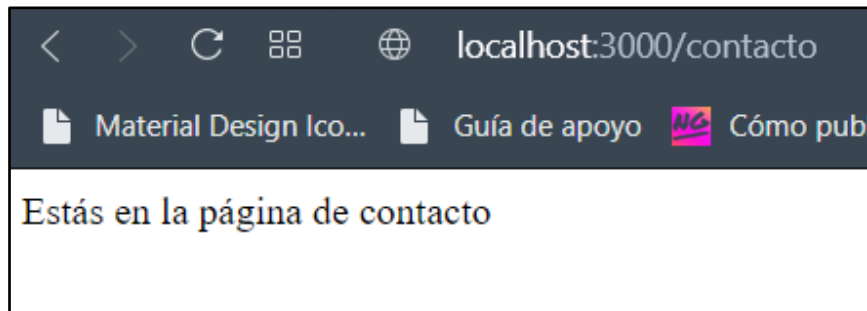 localhost:3000/contacto
Material Design Ico... Guía de apoyo NG Cómo pub
Estás en la página de contacto